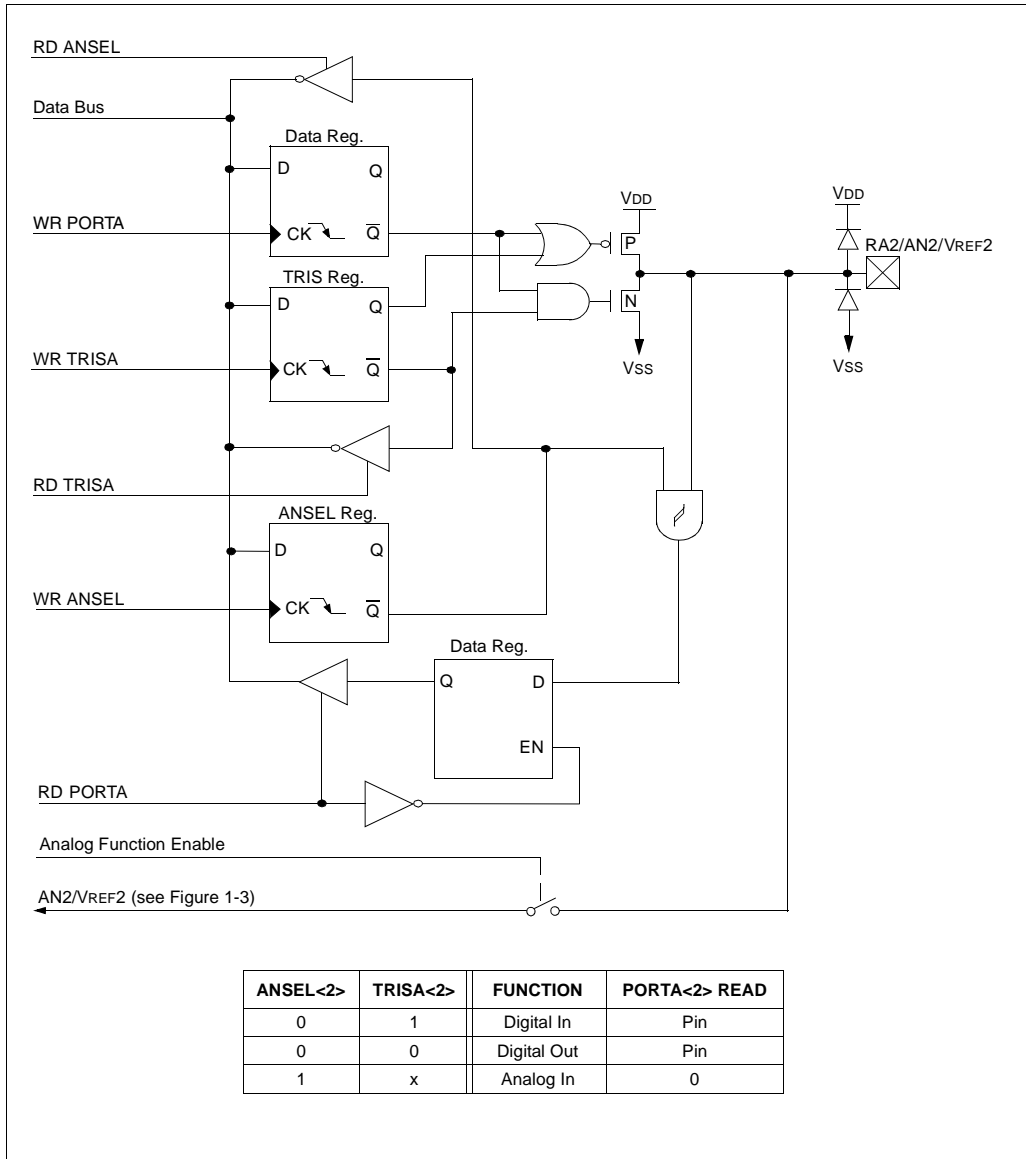 RD ANSEL
Data Bus
Data Reg.
D Q
WR PORTA
CK Q
VDD
P
VDD
RA2/AN2/VREF2
TRIS Reg.
D Q
N
WR TRISA
CK Q
VSS
VSS
RD TRISA
ANSEL Reg.
D Q
WR ANSEL
CK Q
Data Reg.
Q D
EN
RD PORTA
Analog Function Enable
AN2/VREF2 (see Figure 1-3)
ANSEL<2> TRISA<2> FUNCTION PORTA<2> READ
0 1 Digital In Pin
0 0 Digital Out Pin
1 x Analog In 0